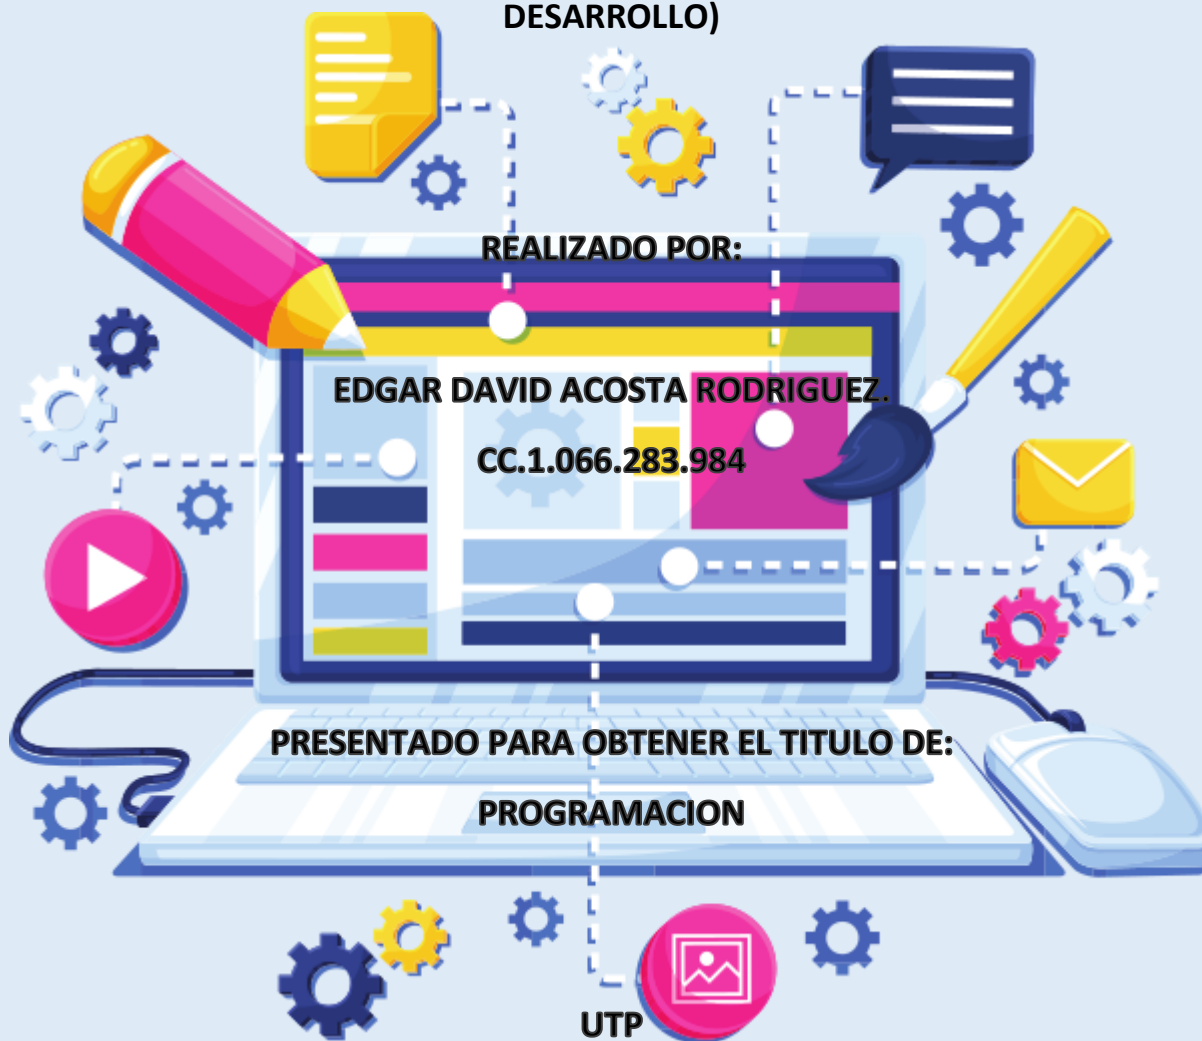 DESARROLLO)
REALIZADO POR:
EDGAR DAVID ACOSTA RODRIGUEZ.
CC.1.066.283.984
PRESENTADO PARA OBTENER EL TITULO DE:
PROGRAMACION
UTP